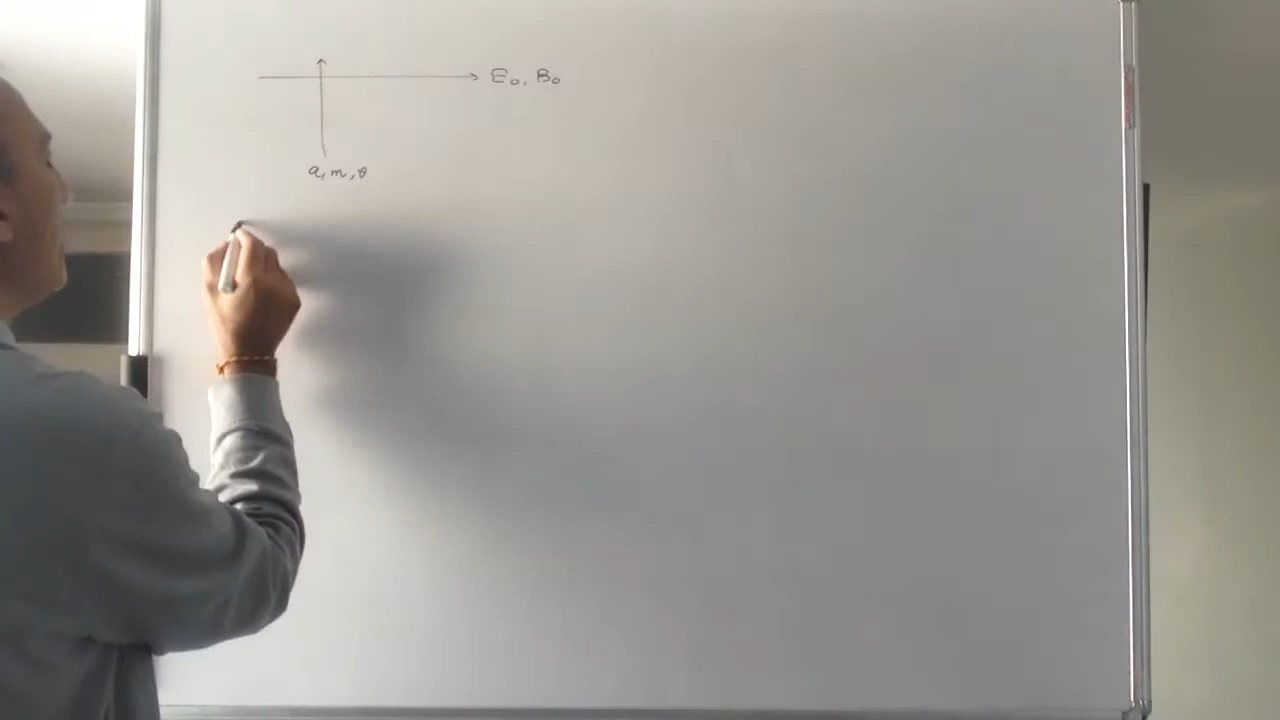 E₀, B₀
q, m, v